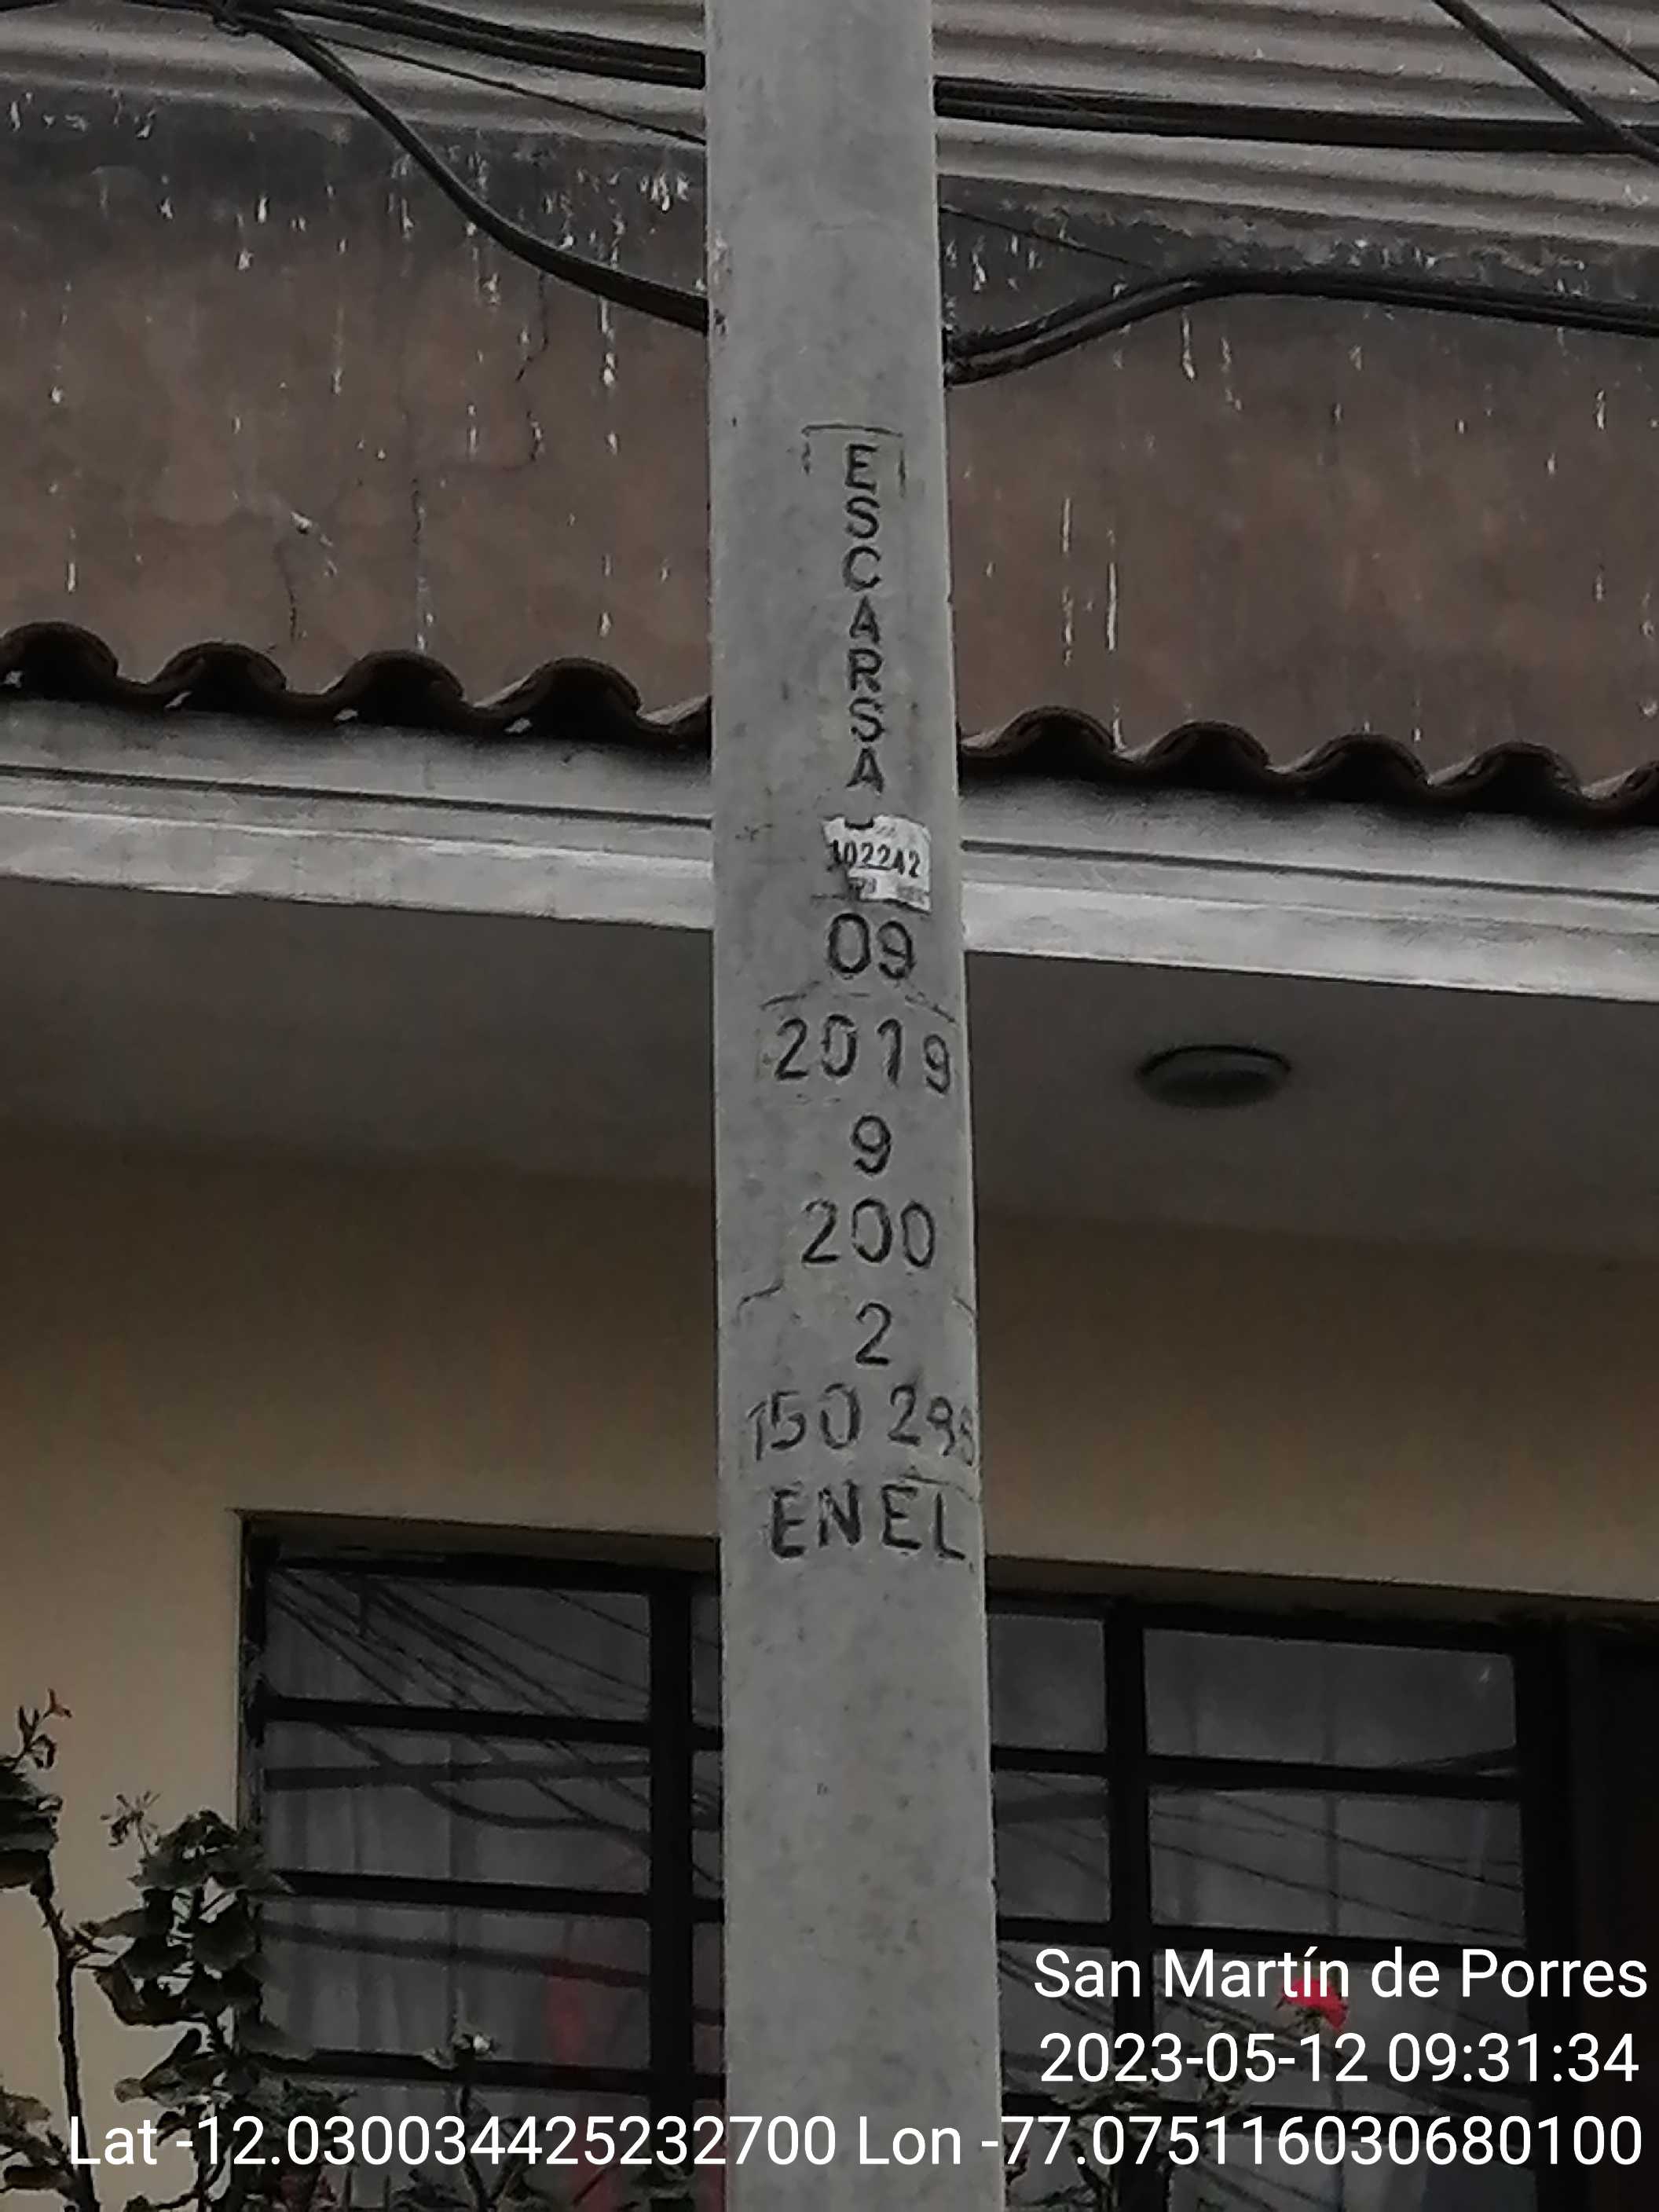 ESCARSA
102242
09
2019
9
200
2
150 285
ENEL
San Martín de Porres
2023-05-12 09:31:34
Lat -12.030034425232700 Lon -77.075116030680100